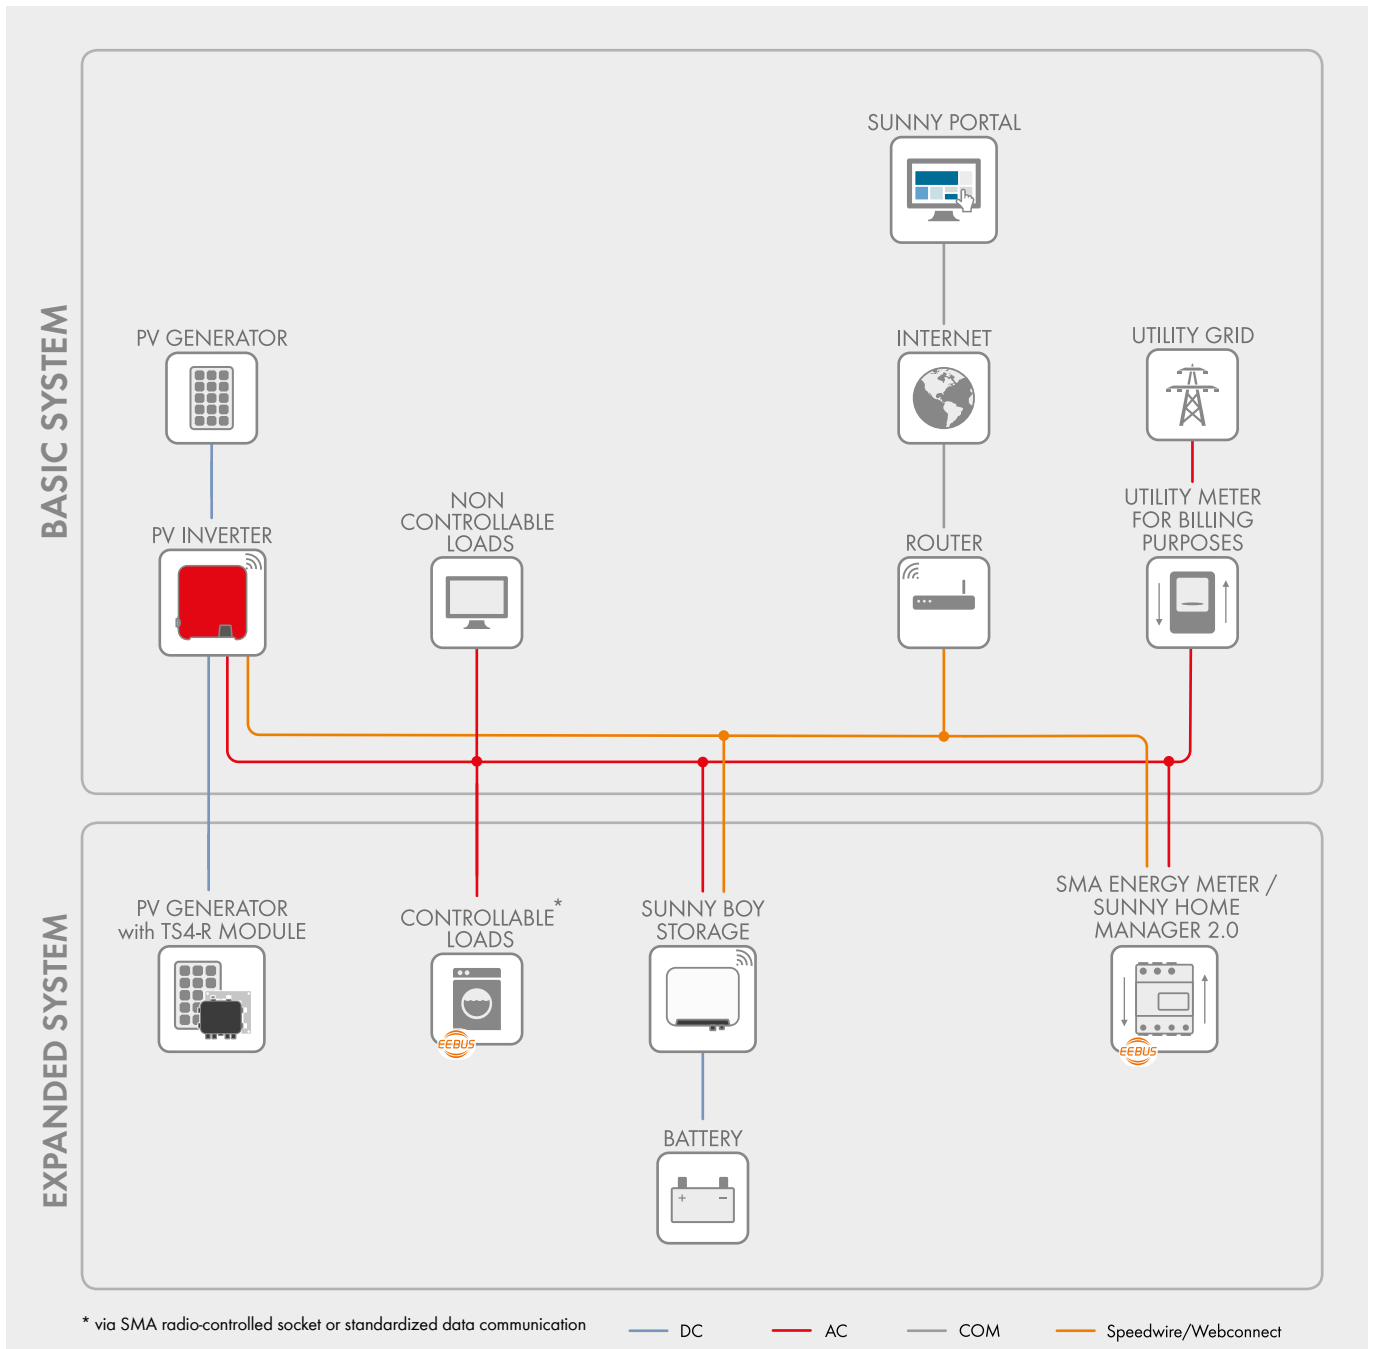 BASIC SYSTEM
SUNNY PORTAL
PV GENERATOR
INTERNET
UTILITY GRID
PV INVERTER
NON
CONTROLLABLE
LOADS
ROUTER
UTILITY METER
FOR BILLING
PURPOSES
EXPANDED SYSTEM
PV GENERATOR
with TS4-R MODULE
CONTROLLABLE*
LOADS
EEBUS
SUNNY BOY
STORAGE
SMA ENERGY METER /
SUNNY HOME
MANAGER 2.0
EEBUS
BATTERY
+ −
* via SMA radio-controlled socket or standardized data communication
DC
AC
COM
Speedwire/Webconnect